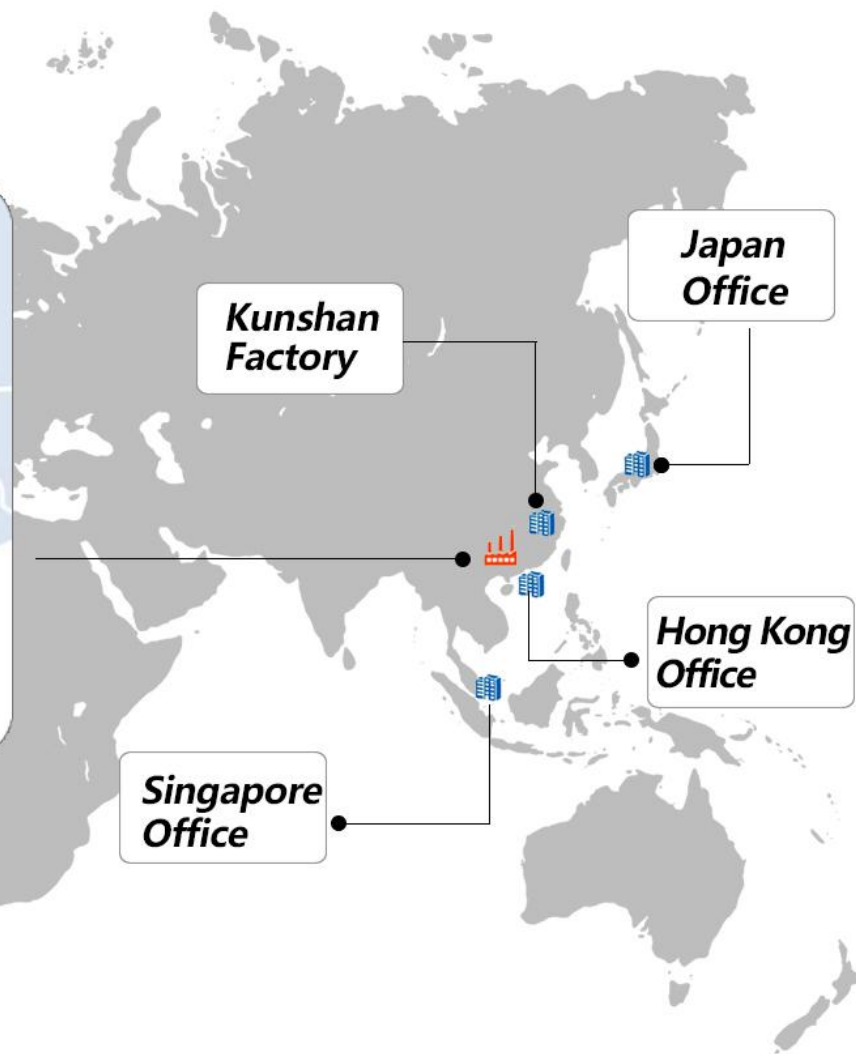 Japan
Office
Kunshan
Factory
Hong Kong
Office
Singapore
Office